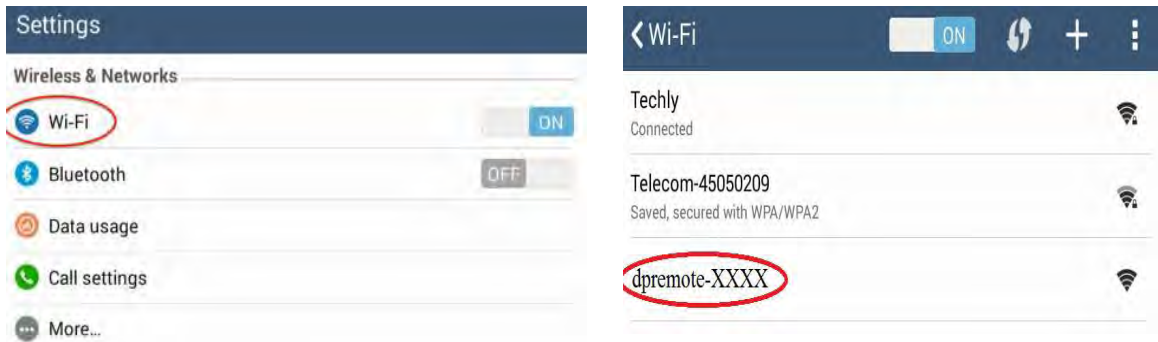 Settings
Wireless & Networks
Wi-Fi ON
Bluetooth OFF
Data usage
Call settings
More...
Wi-Fi ON
Techly
Connected
Telecom-45050209
Saved, secured with WPA/WPA2
dpremote-XXXX